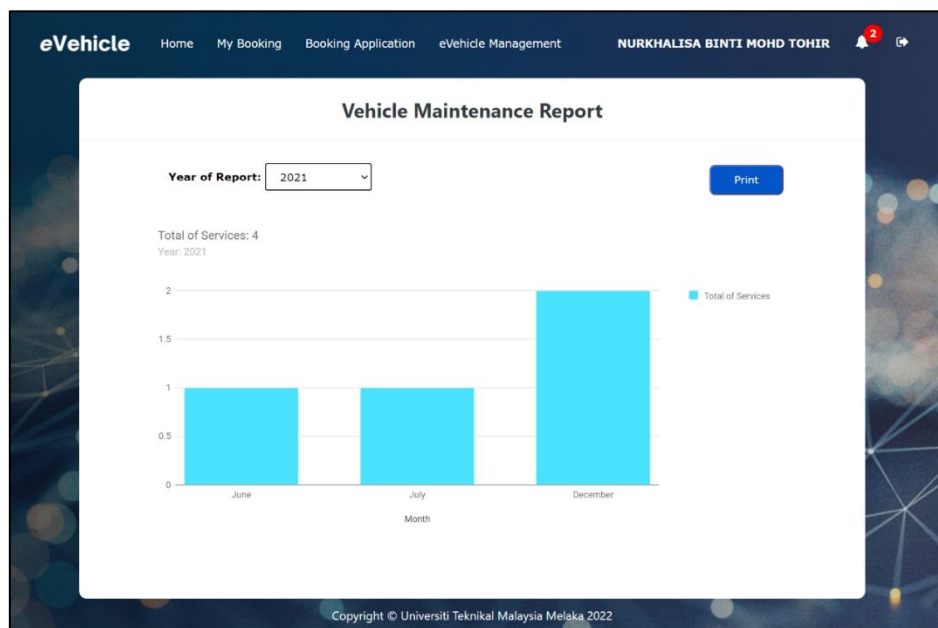 eVehicle Home My Booking Booking Application eVehicle Management NURKHALISA BINTI MOHD TOHIR 2
Vehicle Maintenance Report
Year of Report: 2021 Print
Total of Services: 4
Year: 2021
2
1.5
1
0.5
0
Total of Services
June July December
Month
Copyright © Universiti Teknikal Malaysia Melaka 2022